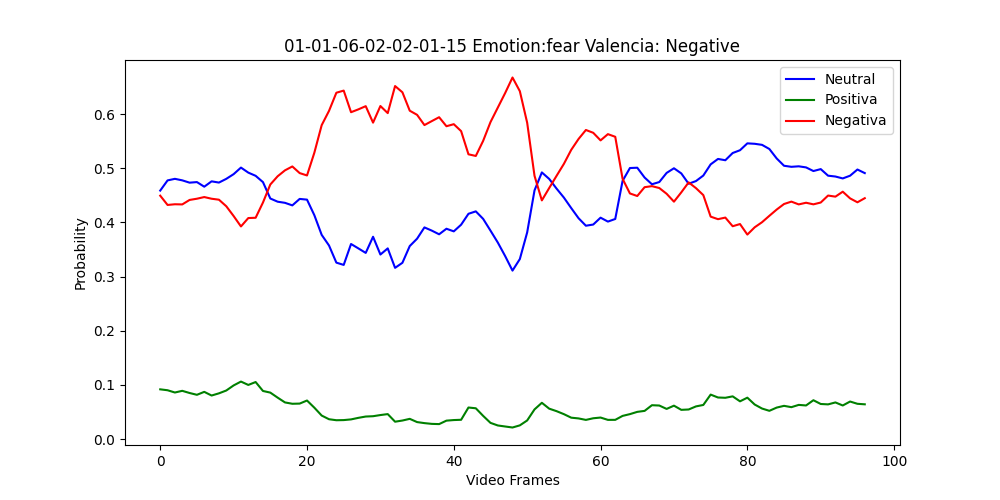 01-01-06-02-02-01-15 Emotion:fear Valencia: Negative
Neutral
Positiva
Negativa
Probability
0.6
0.5
0.4
0.3
0.2
0.1
0.0
0 20 40 60 80 100
Video Frames